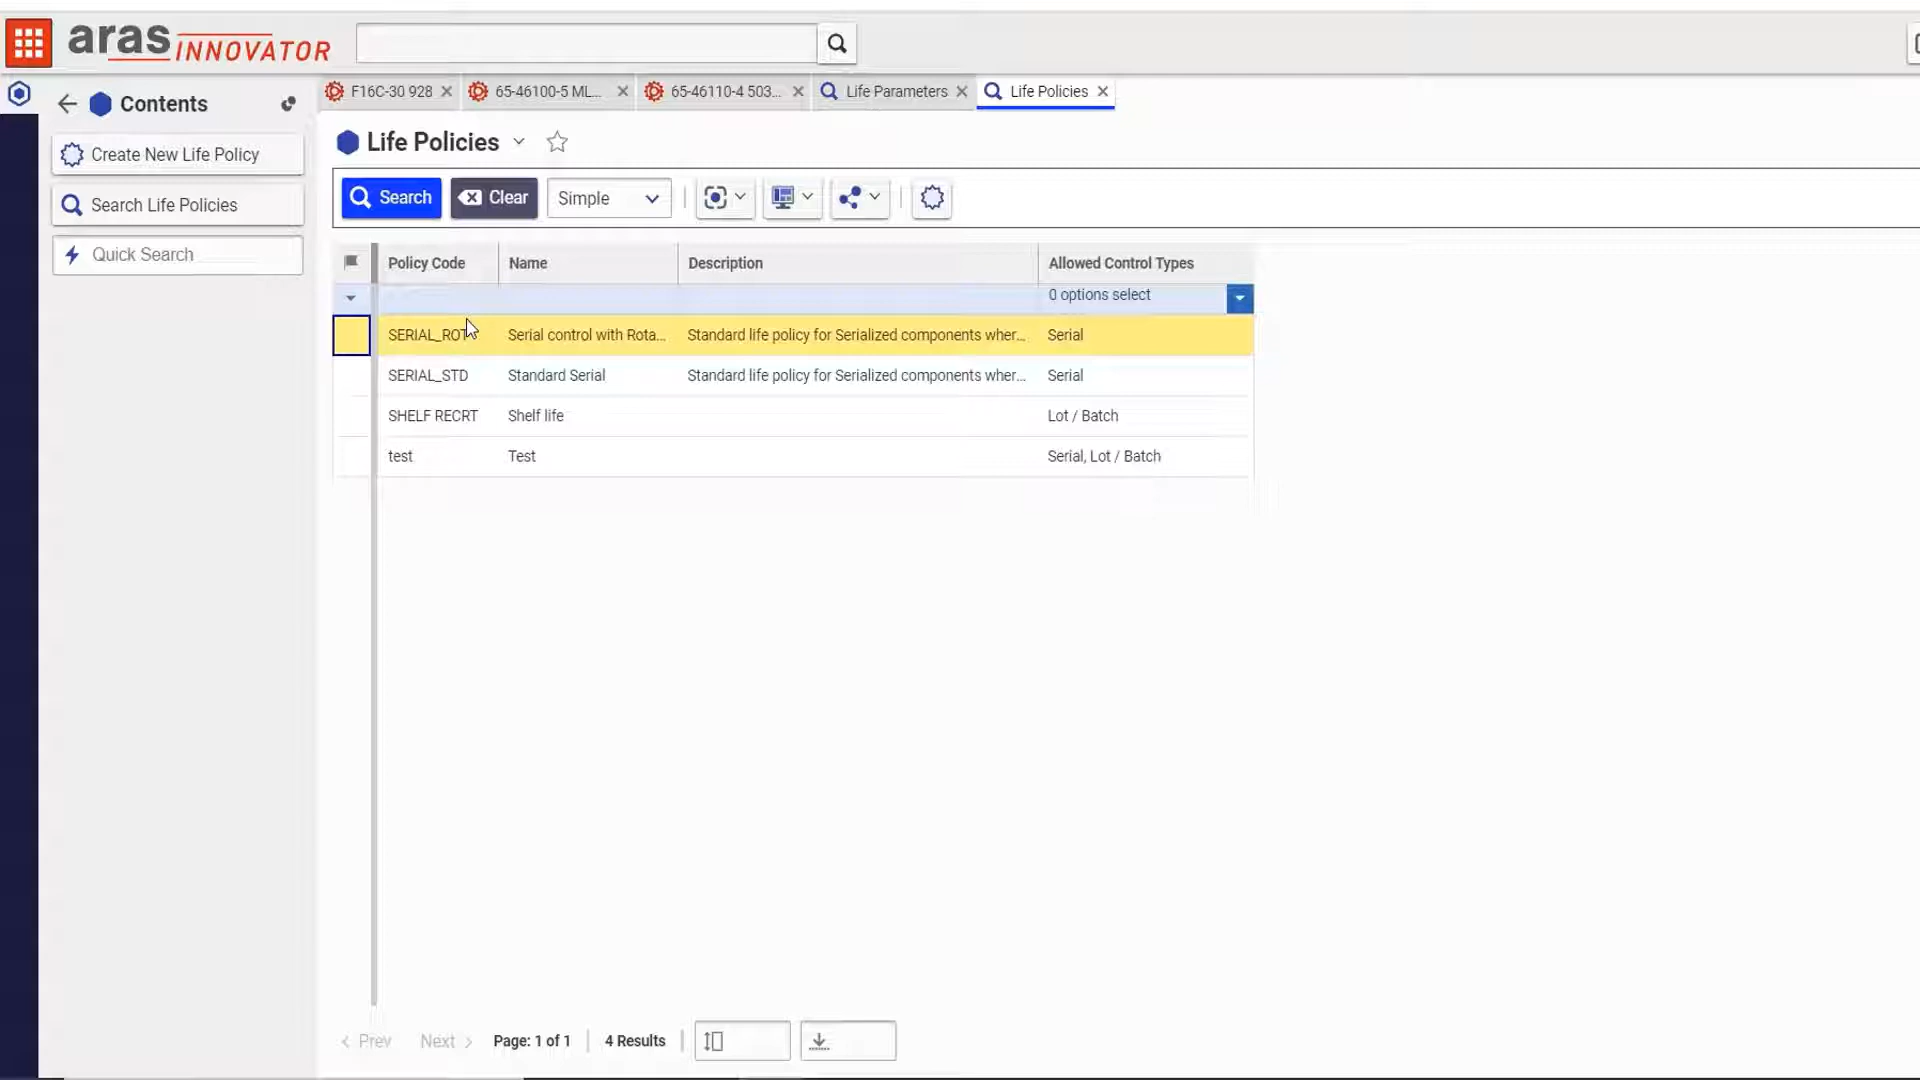 aras INNOVATOR
F16C-30 928
65-46100-5 ML...
65-46110-4 503...
Life Parameters
Life Policies
Contents
Create New Life Policy
Search Life Policies
Quick Search
Life Policies
Search
Clear
Simple
Policy Code
Name
Description
Allowed Control Types
0 options select
SERIAL_ROT
Serial control with Rota...
Standard life policy for Serialized components wher...
Serial
SERIAL_STD
Standard Serial
Standard life policy for Serialized components wher...
Serial
SHELF RECRT
Shelf life
Lot / Batch
test
Test
Serial, Lot / Batch
Prev
Next
Page: 1 of 1
4 Results